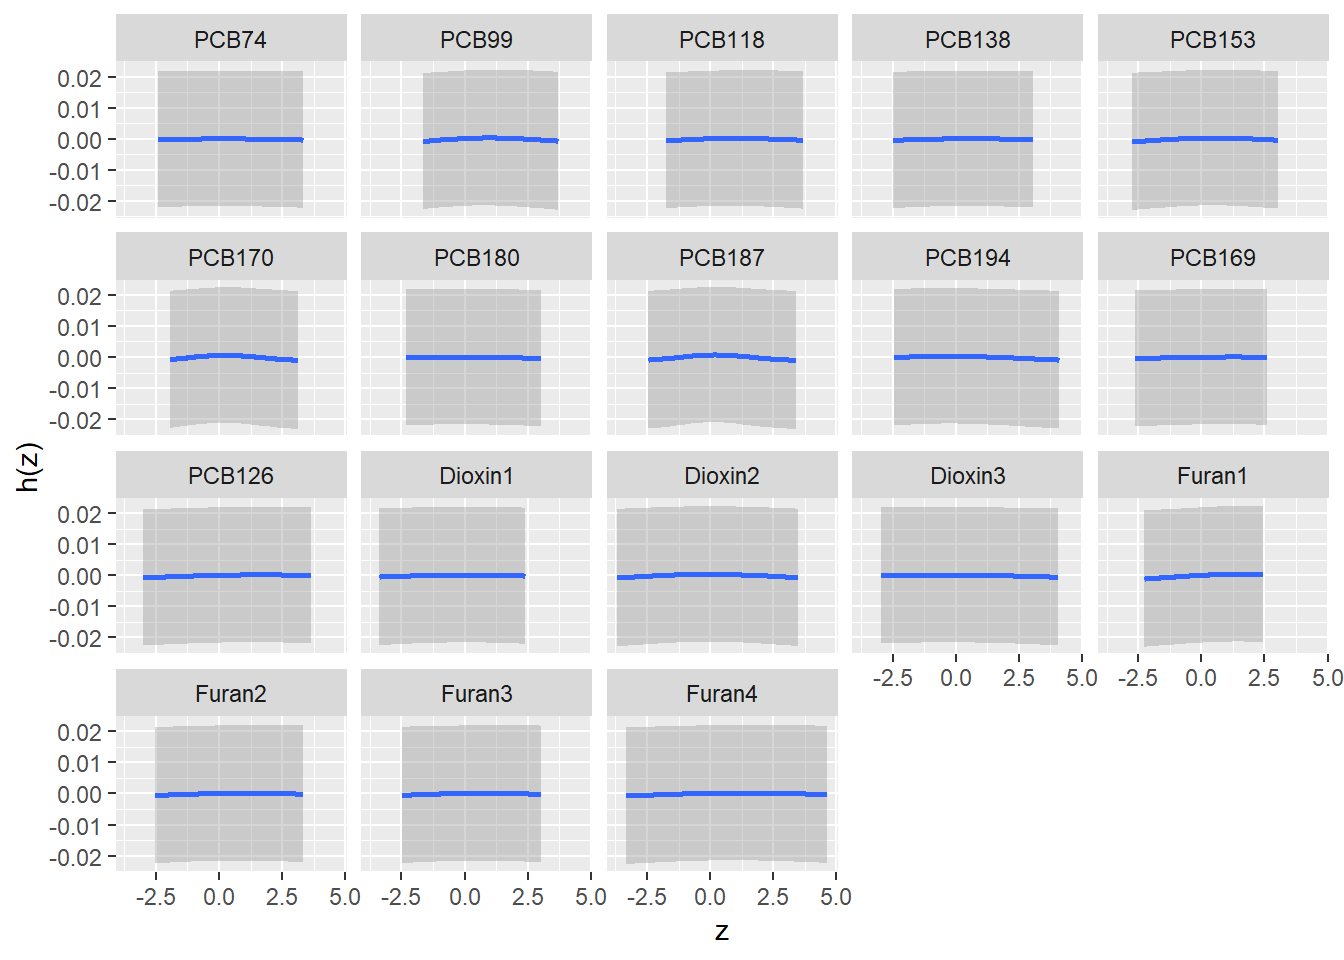 PCB74 PCB99 PCB118 PCB138 PCB153
0.02
0.01
0.00
-0.01
-0.02
PCB170 PCB180 PCB187 PCB194 PCB169
0.02
0.01
0.00
-0.01
-0.02
h(z)
PCB126 Dioxin1 Dioxin2 Dioxin3 Furan1
0.02
0.01
0.00
-0.01
-0.02
-2.5 0.0 2.5 5.0 -2.5 0.0 2.5 5.0
Furan2 Furan3 Furan4
0.02
0.01
0.00
-0.01
-0.02
-2.5 0.0 2.5 5.0 -2.5 0.0 2.5 5.0 -2.5 0.0 2.5 5.0
z